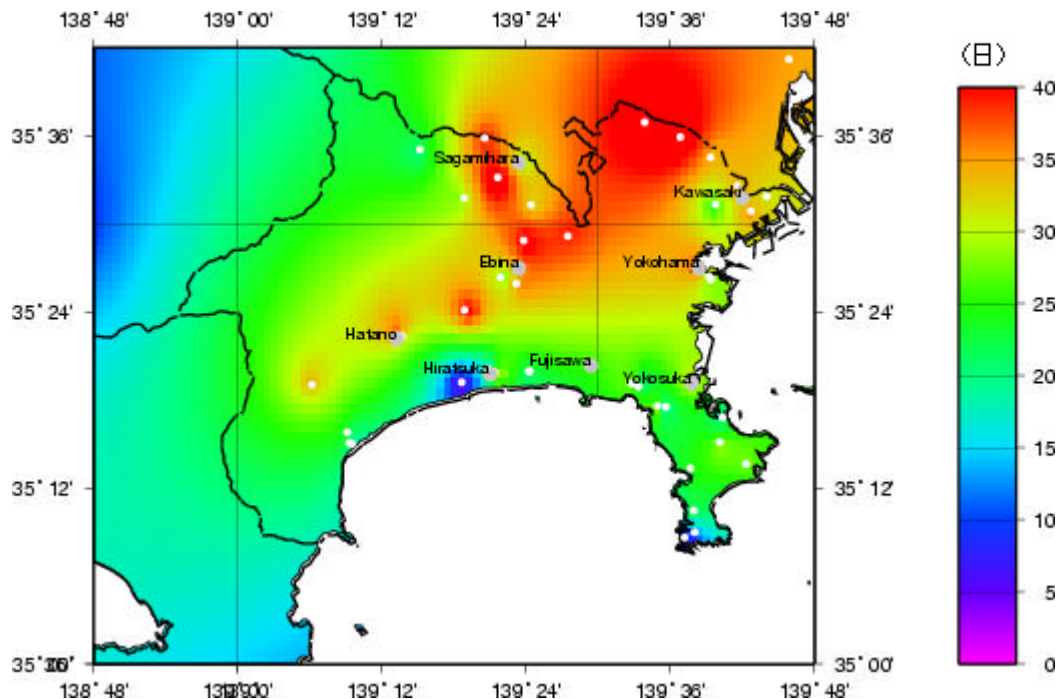 138° 48' 139° 00' 139° 12' 139° 24' 139° 36' 139° 48'
(日)
40
35° 36' 35° 36'
35
Sagamihara
Kawasaki
30
Ebina
Yokohama
25
35° 24' 35° 24'
Hatano
20
Fujisawa
Hiratsuka
Yokosuka
15
35° 12' 35° 12'
10
5
35° 00'
0
138° 48' 139° 00' 139° 12' 139° 24' 139° 36' 139° 48'